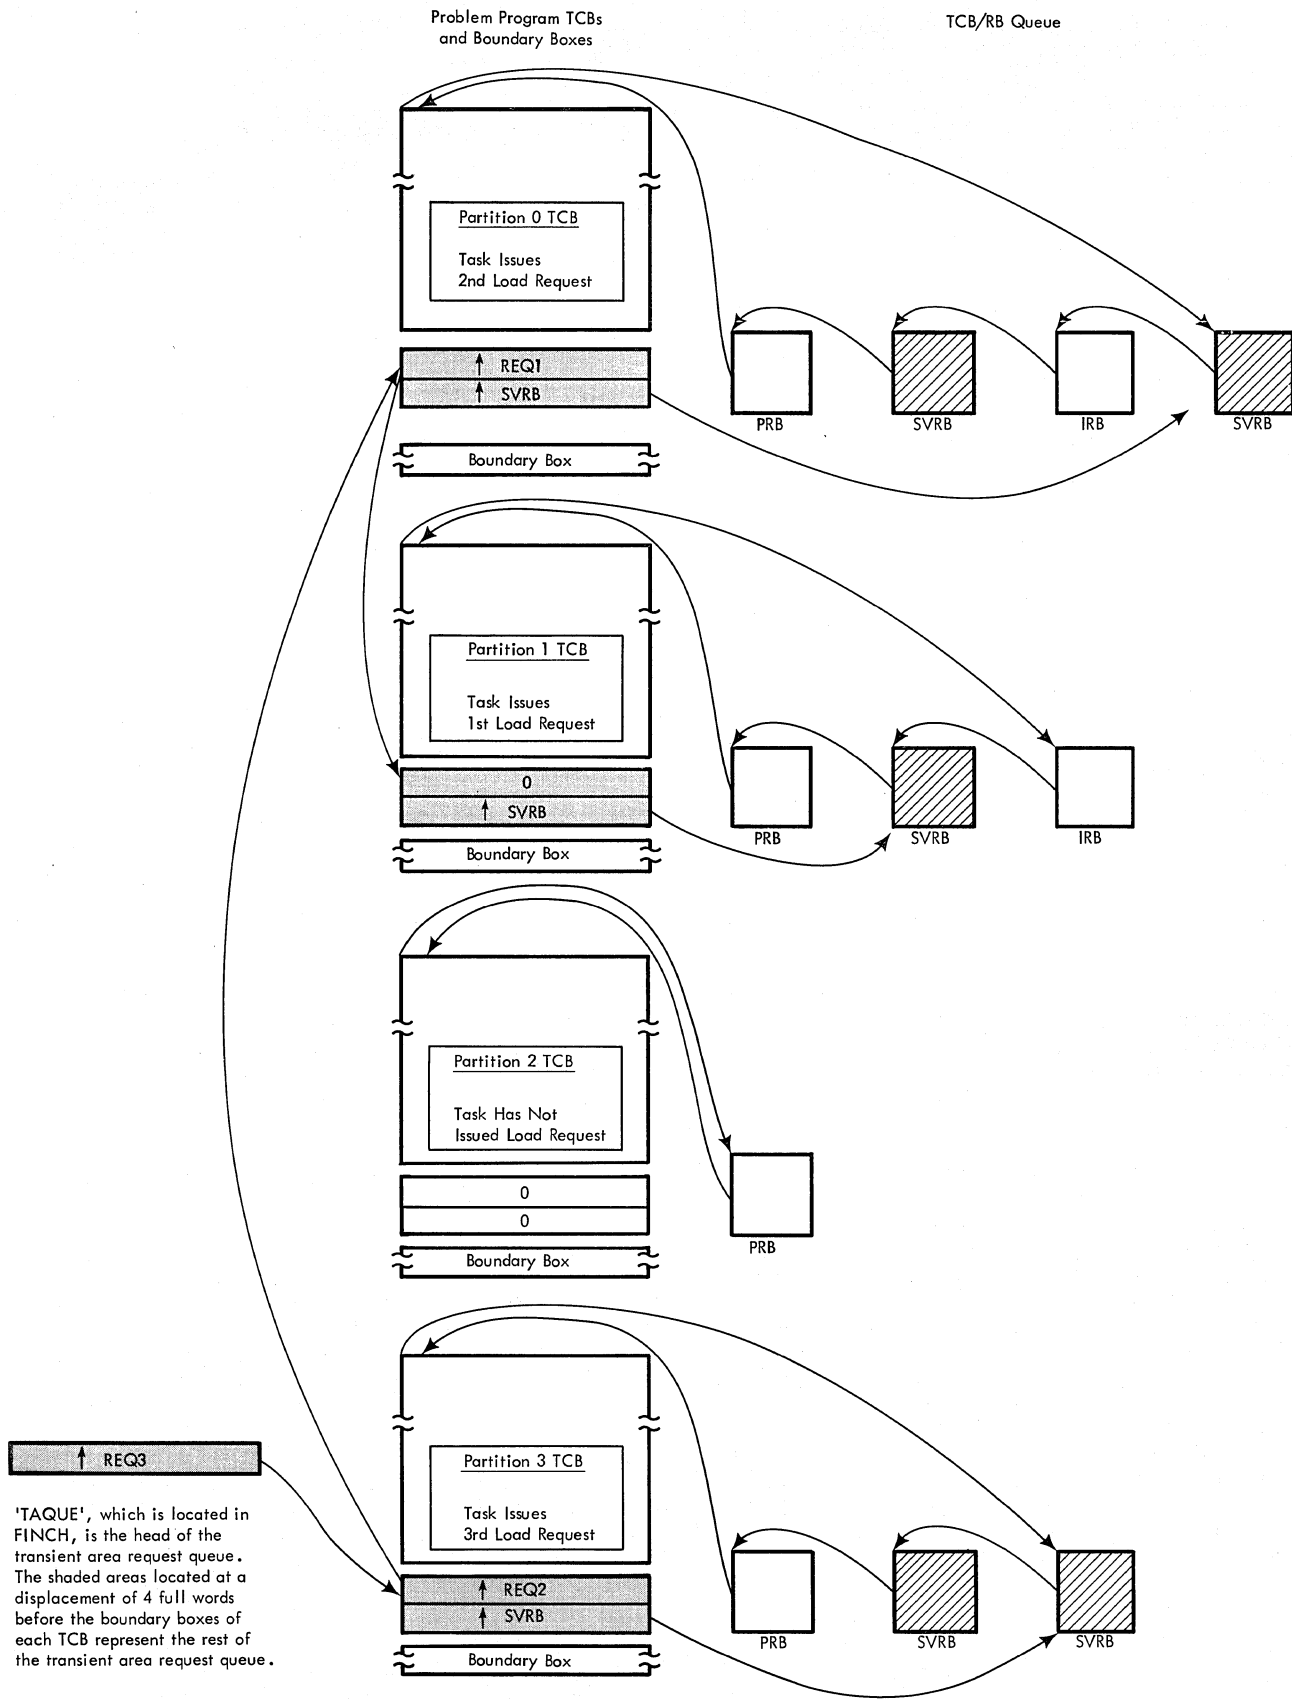 Problem Program TCBs
and Boundary Boxes
TCB/RB Queue
Partition 0 TCB
Task Issues
2nd Load Request
↑ REQ1
↑ SVRB
PRB
SVRB
IRB
SVRB
Boundary Box
Partition 1 TCB
Task Issues
1st Load Request
0
↑ SVRB
PRB
SVRB
IRB
Boundary Box
Partition 2 TCB
Task Has Not
Issued Load Request
0
0
PRB
Boundary Box
Partition 3 TCB
Task Issues
3rd Load Request
↑ REQ3
'TAQUE', which is located in
FINCH, is the head of the
transient area request queue.
The shaded areas located at a
displacement of 4 full words
before the boundary boxes of
each TCB represent the rest of
the transient area request queue.
↑ REQ2
↑ SVRB
PRB
SVRB
SVRB
Boundary Box